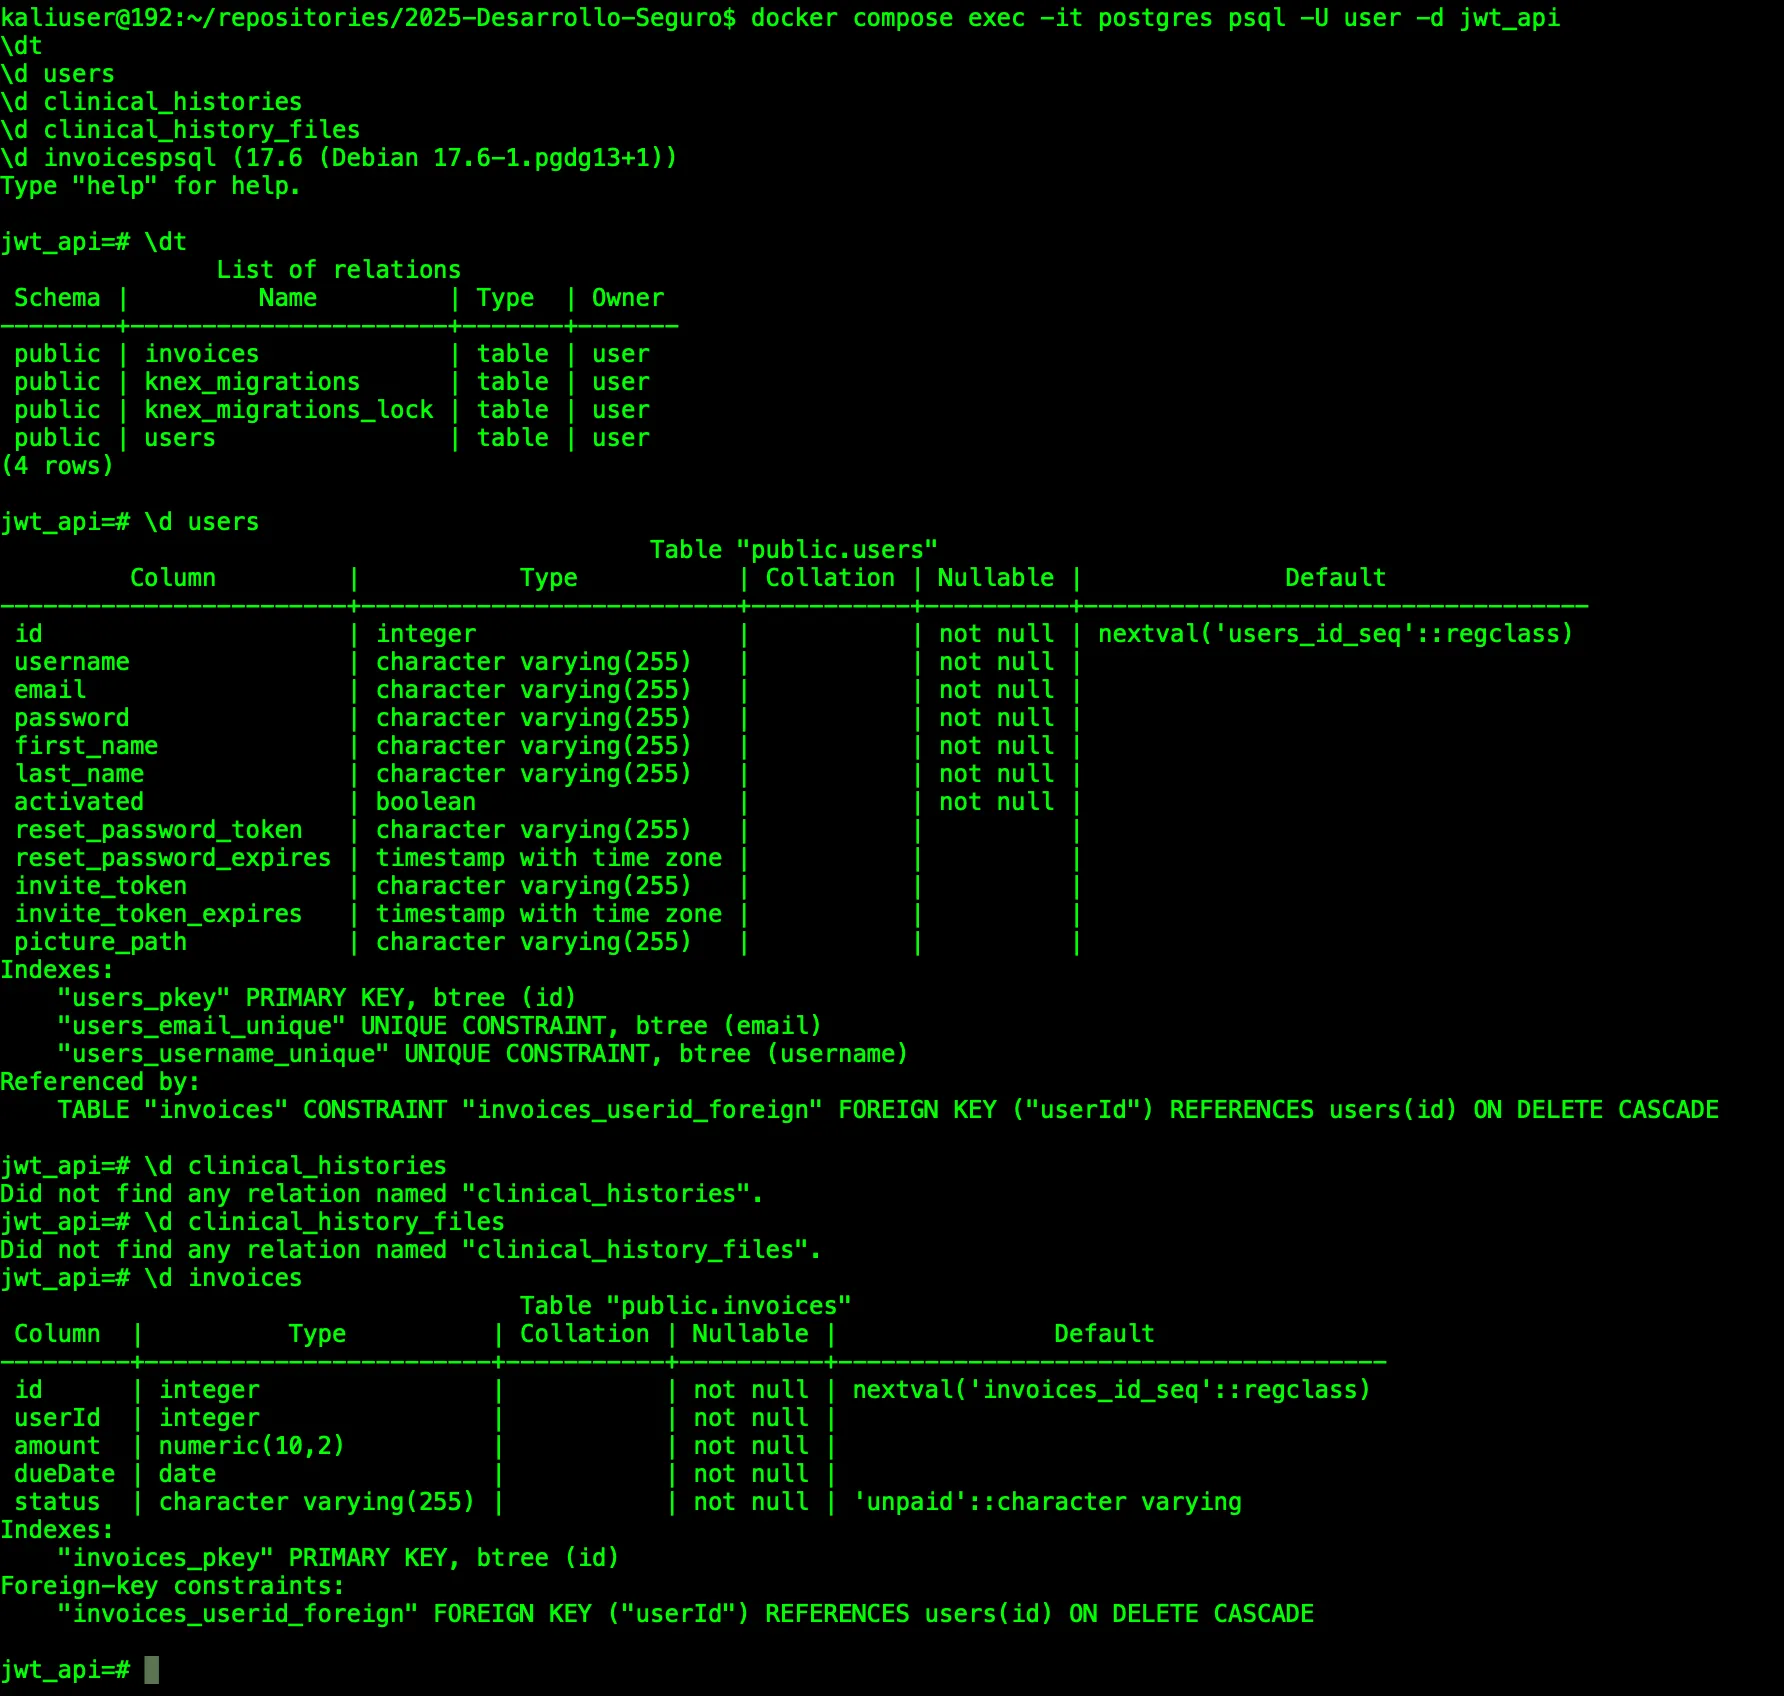 kaliuser@192:~/repositories/2025-Desarrollo-Seguro$ docker compose exec -it postgres psql -U user -d jwt_api
\dt
\d users
\d clinical_histories
\d clinical_history_files
\d invoicespsql (17.6 (Debian 17.6-1.pgdg13+1))
Type "help" for help.

jwt_api=# \dt
               List of relations
 Schema |         Name         | Type  | Owner
--------+----------------------+-------+-------
 public | invoices             | table | user
 public | knex_migrations      | table | user
 public | knex_migrations_lock | table | user
 public | users                | table | user
(4 rows)

jwt_api=# \d users
                                             Table "public.users"
         Column         |           Type           | Collation | Nullable |              Default
------------------------+--------------------------+-----------+----------+-----------------------------------
 id                     | integer                  |           | not null | nextval('users_id_seq'::regclass)
 username               | character varying(255)   |           | not null |
 email                  | character varying(255)   |           | not null |
 password               | character varying(255)   |           | not null |
 first_name             | character varying(255)   |           | not null |
 last_name              | character varying(255)   |           | not null |
 activated              | boolean                  |           | not null |
 reset_password_token   | character varying(255)   |           |          |
 reset_password_expires | timestamp with time zone |           |          |
 invite_token           | character varying(255)   |           |          |
 invite_token_expires   | timestamp with time zone |           |          |
 picture_path           | character varying(255)   |           |          |
Indexes:
    "users_pkey" PRIMARY KEY, btree (id)
    "users_email_unique" UNIQUE CONSTRAINT, btree (email)
    "users_username_unique" UNIQUE CONSTRAINT, btree (username)
Referenced by:
    TABLE "invoices" CONSTRAINT "invoices_userid_foreign" FOREIGN KEY ("userId") REFERENCES users(id) ON DELETE CASCADE

jwt_api=# \d clinical_histories
Did not find any relation named "clinical_histories".
jwt_api=# \d clinical_history_files
Did not find any relation named "clinical_history_files".
jwt_api=# \d invoices
                                    Table "public.invoices"
 Column  |          Type          | Collation | Nullable |               Default
---------+------------------------+-----------+----------+--------------------------------------
 id      | integer                |           | not null | nextval('invoices_id_seq'::regclass)
 userId  | integer                |           | not null |
 amount  | numeric(10,2)          |           | not null |
 dueDate | date                   |           | not null |
 status  | character varying(255) |           | not null | 'unpaid'::character varying
Indexes:
    "invoices_pkey" PRIMARY KEY, btree (id)
Foreign-key constraints:
    "invoices_userid_foreign" FOREIGN KEY ("userId") REFERENCES users(id) ON DELETE CASCADE

jwt_api=#